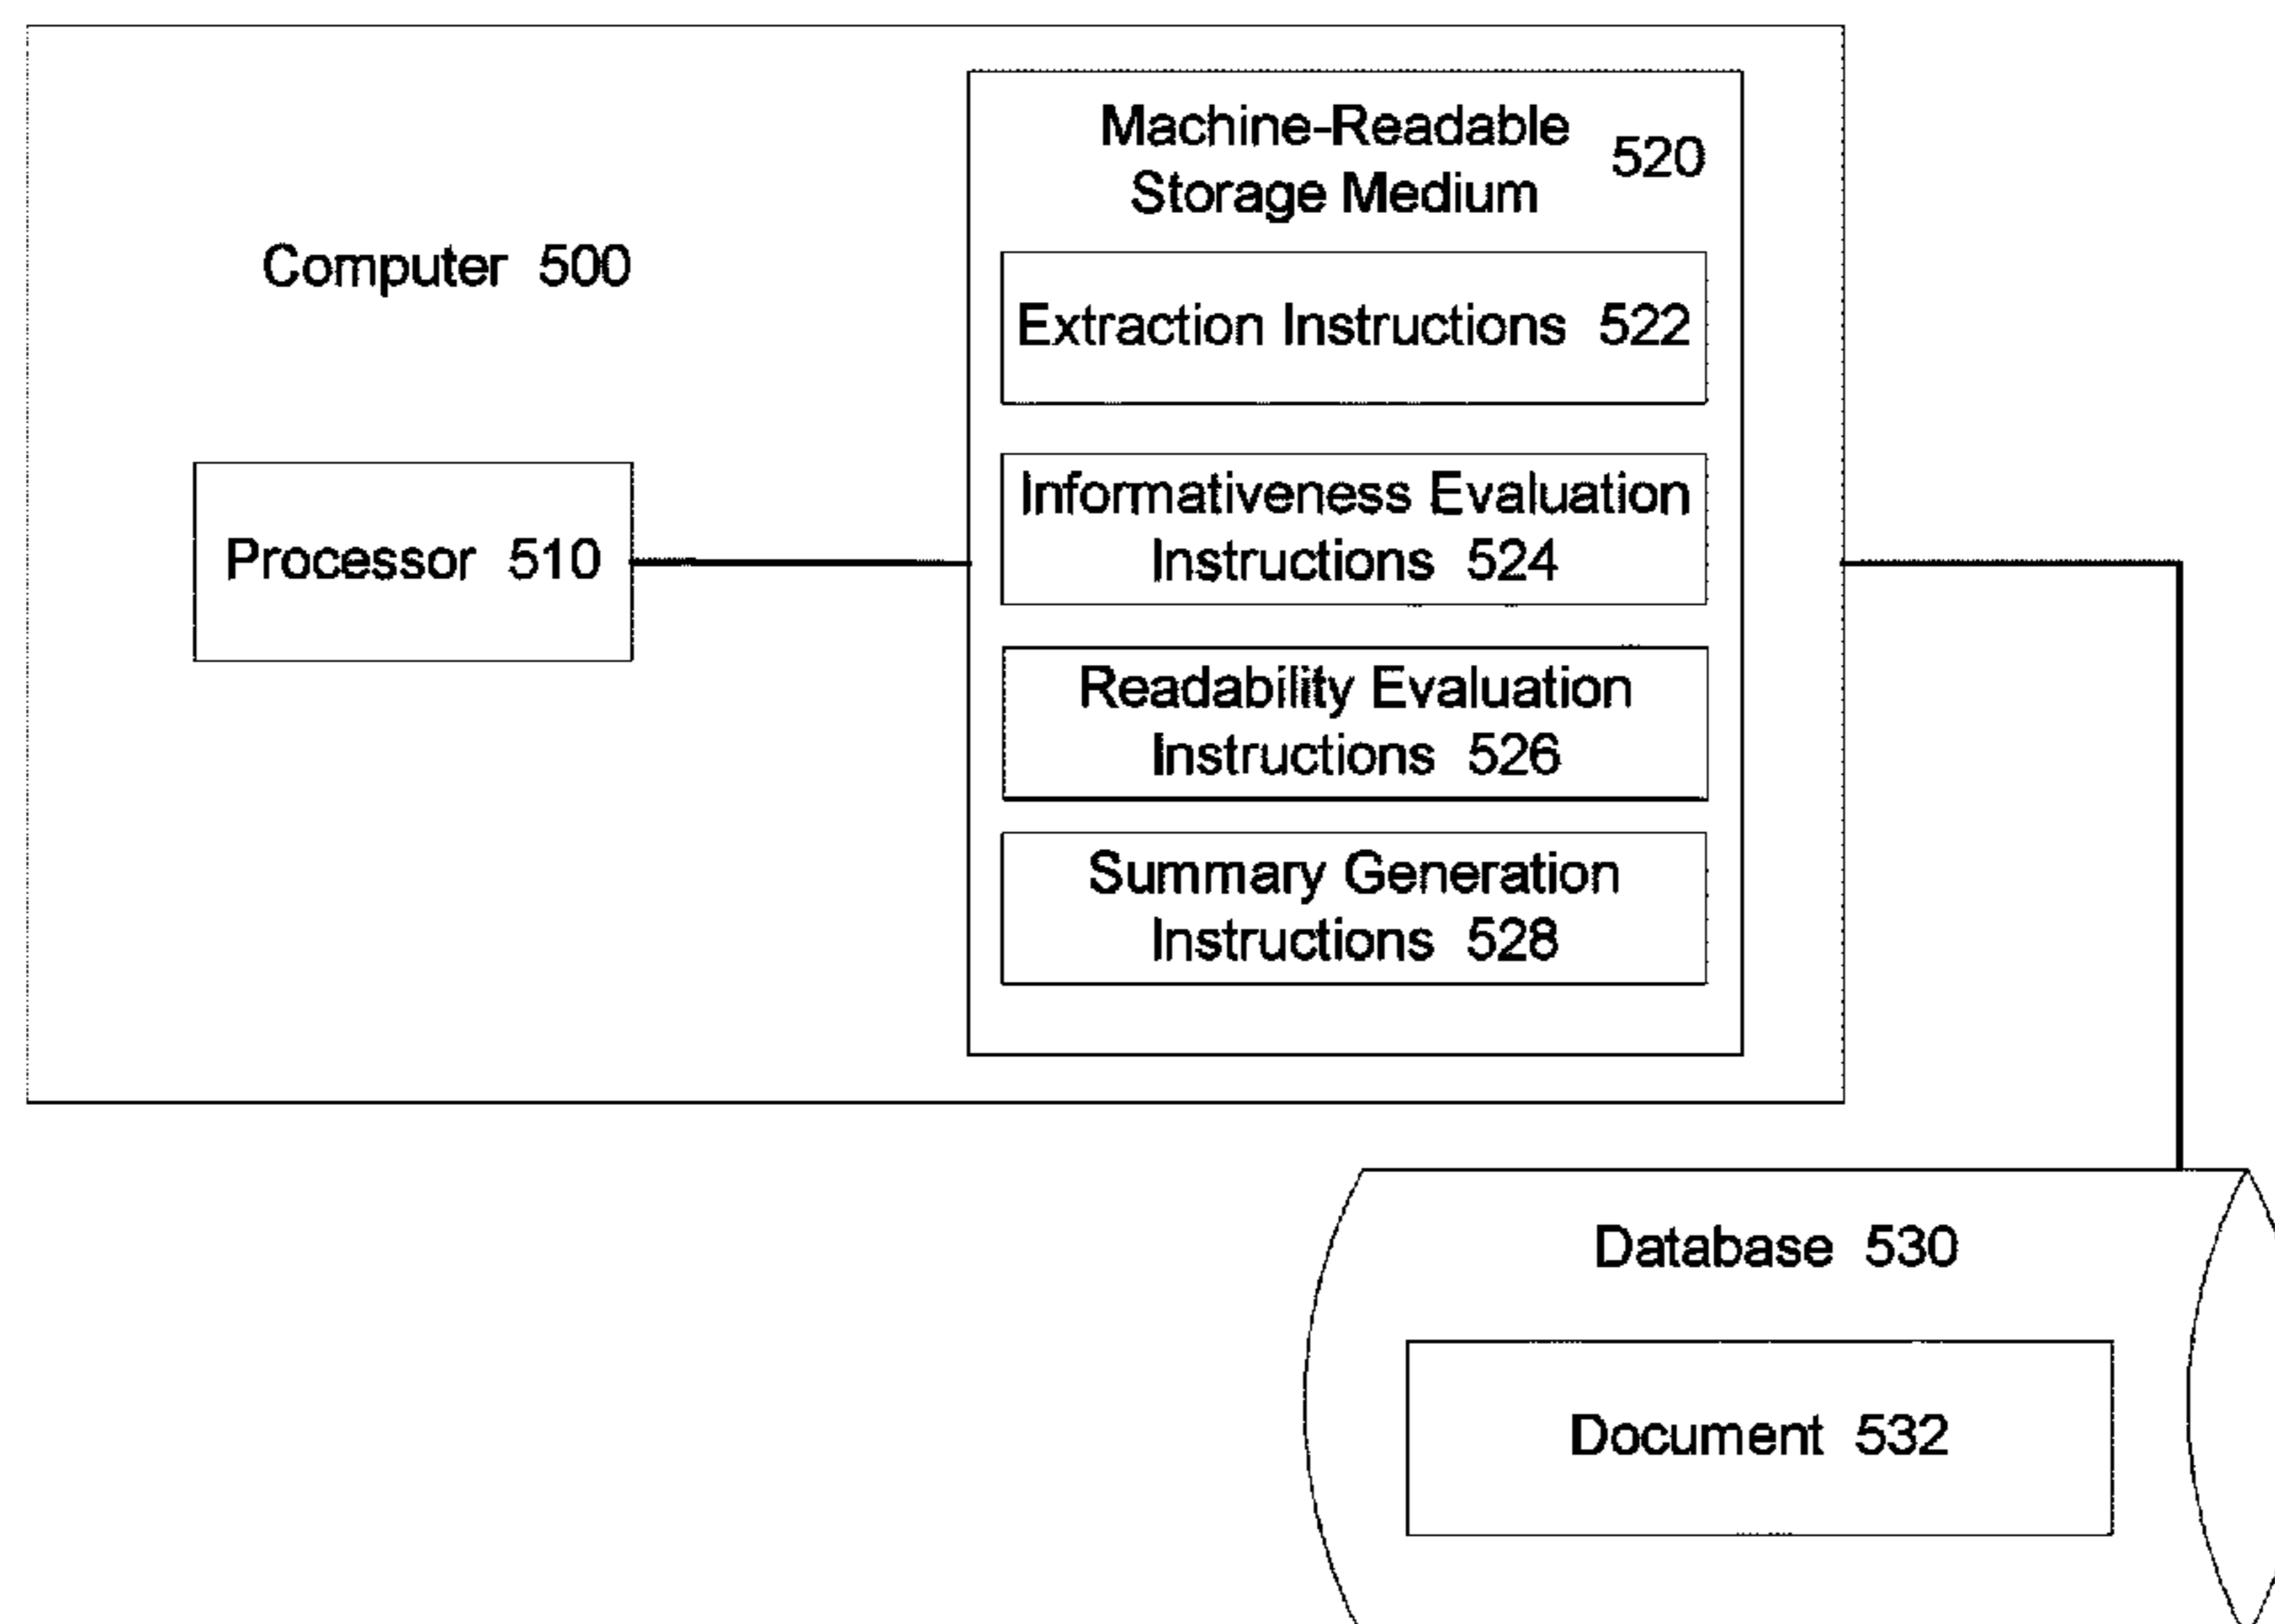 Computer 500
Processor 510
Machine-Readable
Storage Medium
520
Extraction Instructions 522
Informativeness Evaluation
Instructions 524
Readability Evaluation
Instructions 526
Summary Generation
Instructions 528
Database 530
Document 532